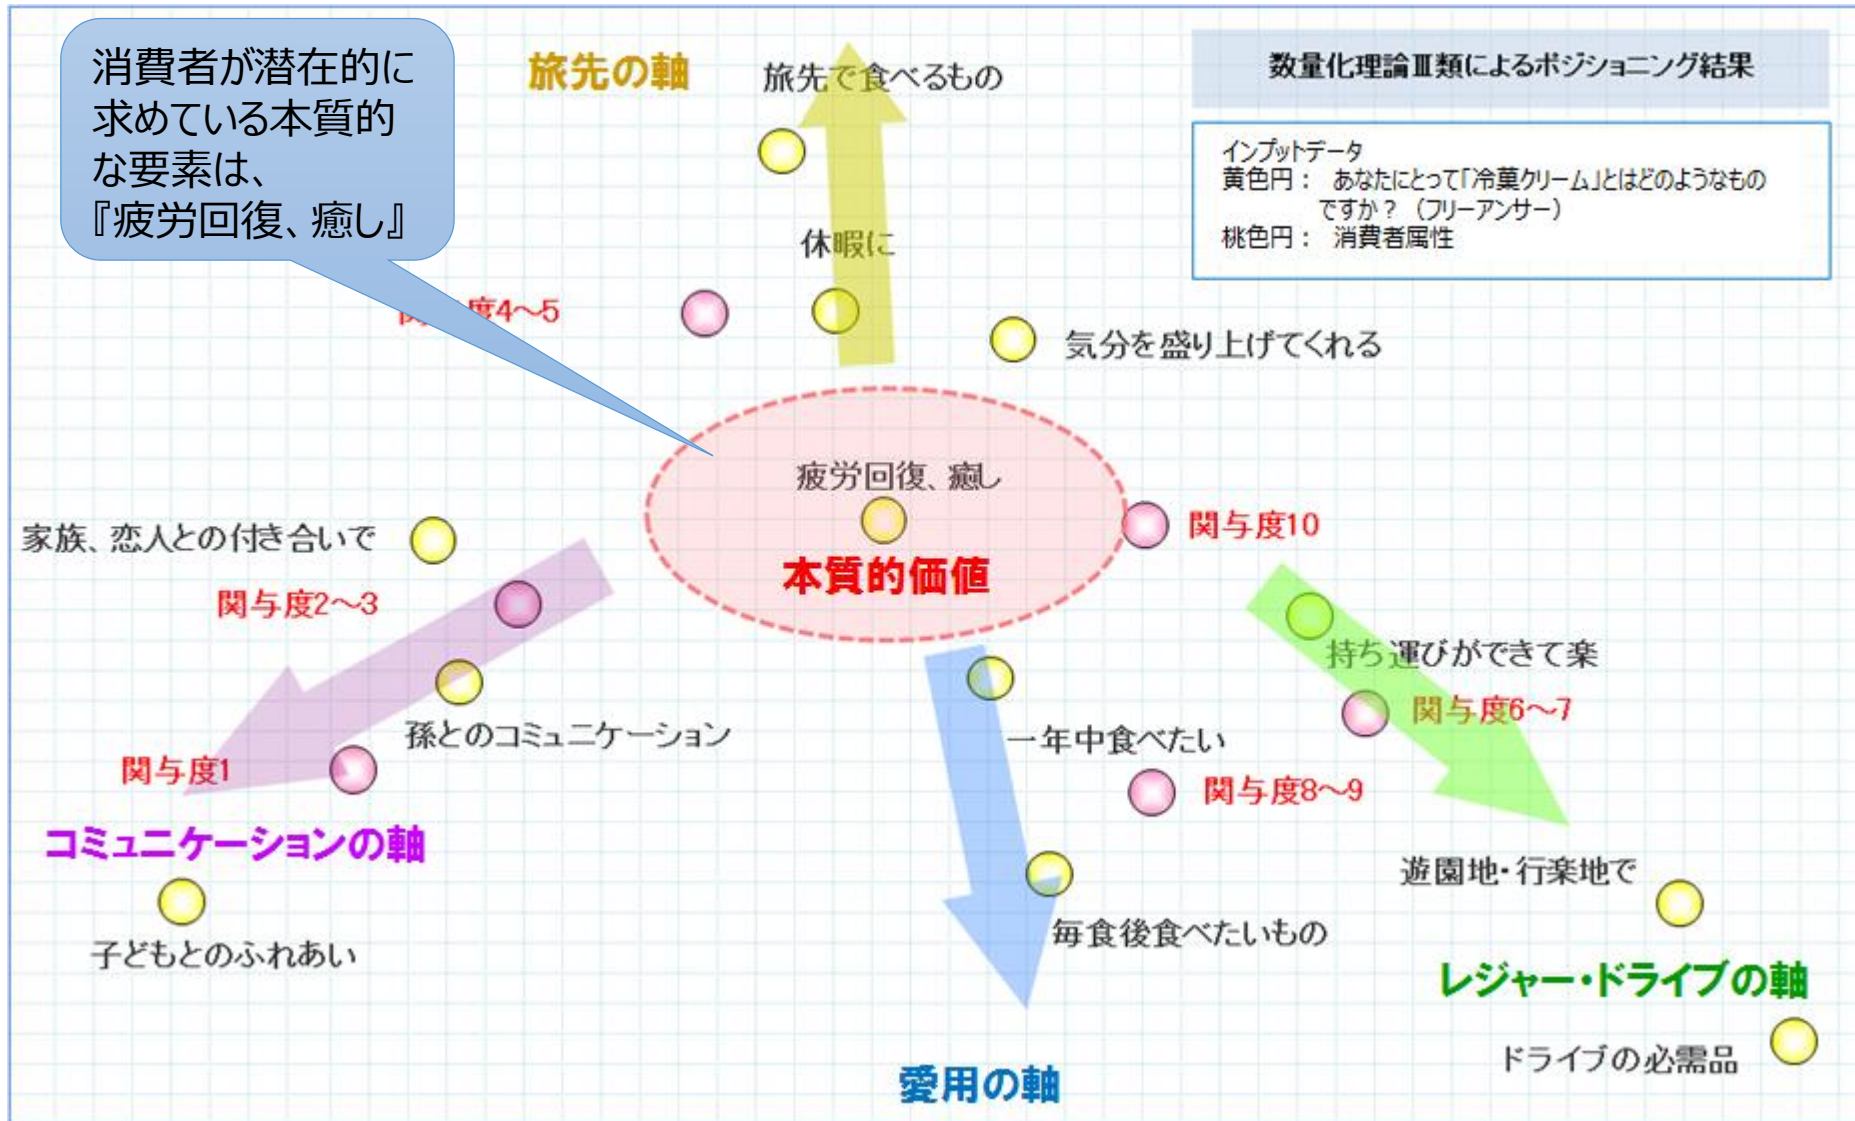 消費者が潜在的に
求めている本質的
な要素は、
『疲労回復、癒し』
旅先の軸
旅先で食べるもの
数量化理論Ⅲ類によるポジショニング結果
インプットデータ
黄色円： あなたにとって「冷菓クリーム」とはどのようなもの
ですか？（フリーアンサー）
桃色円： 消費者属性
休暇に
度4～5
気分を盛り上げてくれる
疲労回復、癒し
本質的価値
関与度10
家族、恋人との付き合いで
関与度2～3
持ち運びができて楽
関与度6～7
孫とのコミュニケーション
一年中食べたい
関与度1
関与度8～9
コミュニケーションの軸
遊園地・行楽地で
子どもとのふれあい
毎食後食べたいもの
レジャー・ドライブの軸
ドライブの必需品
愛用の軸